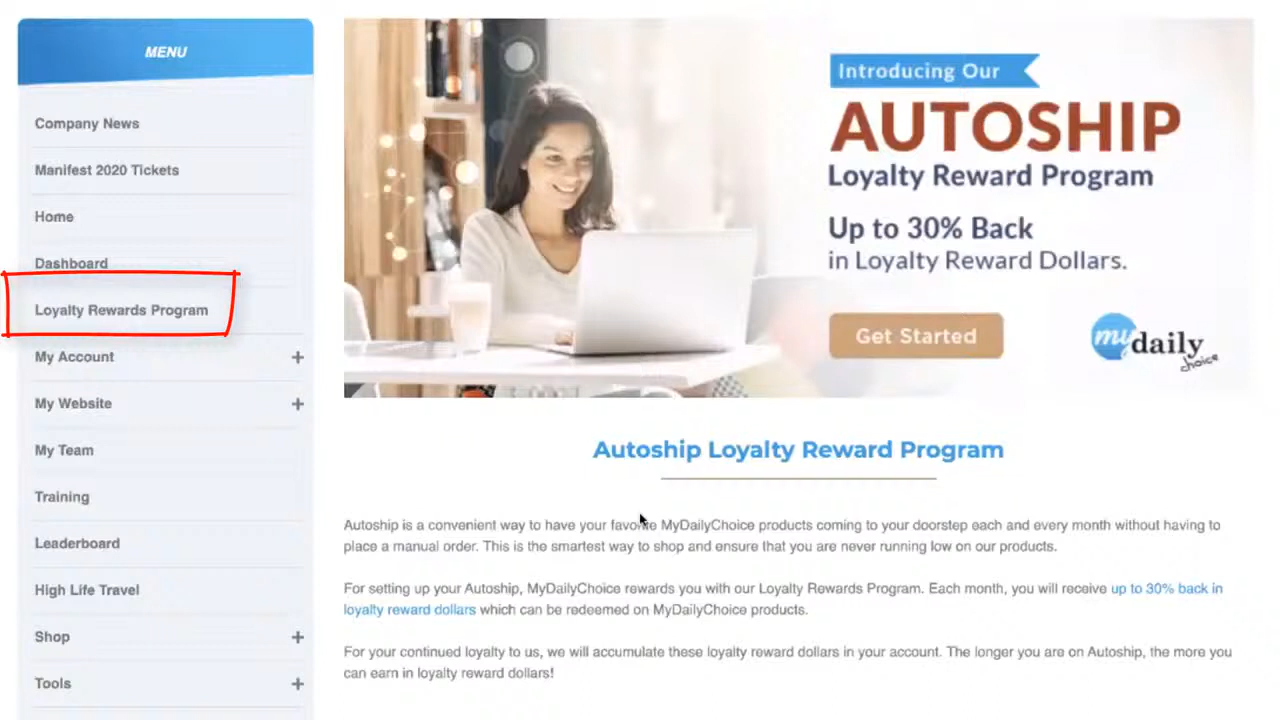 MENU
Company News
Manifest 2020 Tickets
Home
Dashboard
Loyalty Rewards Program
My Account +
My Website +
My Team
Training
Leaderboard
High Life Travel
Shop +
Tools +
Introducing Our
AUTOSHIP
Loyalty Reward Program
Up to 30% Back
in Loyalty Reward Dollars.
Get Started
my daily
choice
Autoship Loyalty Reward Program
Autoship is a convenient way to have your favorite MyDailyChoice products coming to your doorstep each and every month without having to
place a manual order. This is the smartest way to shop and ensure that you are never running low on our products.
For setting up your Autoship, MyDailyChoice rewards you with our Loyalty Rewards Program. Each month, you will receive up to 30% back in
loyalty reward dollars which can be redeemed on MyDailyChoice products.
For your continued loyalty to us, we will accumulate these loyalty reward dollars in your account. The longer you are on Autoship, the more you
can earn in loyalty reward dollars!